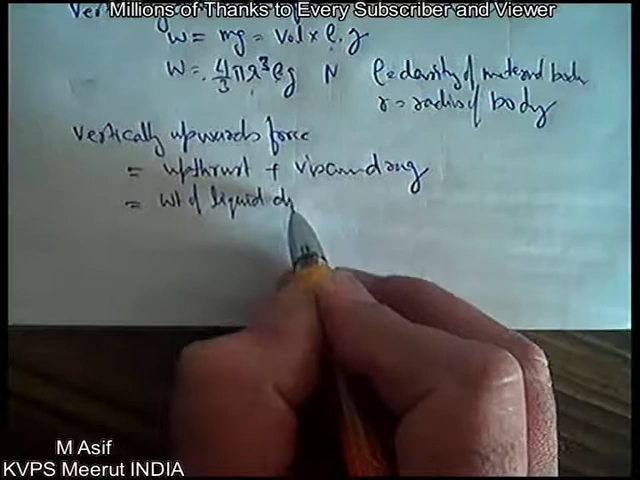 Millions of Thanks to Every Subscriber and Viewer
W = mg = Vol × ρ. g
W = 4/3 πr³ρg N ρ = density of material body
r = radius of body
Vertically upwards force
= upthrust + viscous drag
= wt of liquid d
M Asif
KVPS Meerut INDIA